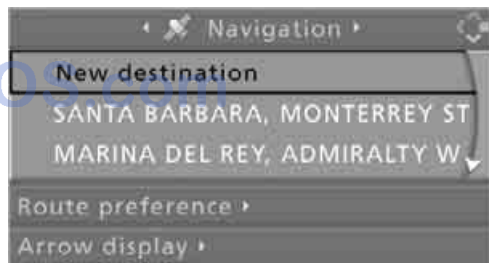 Navigation
New destination
SANTA BARBARA, MONTERREY ST
MARINA DEL REY, ADMIRALTY W
Route preference
Arrow display